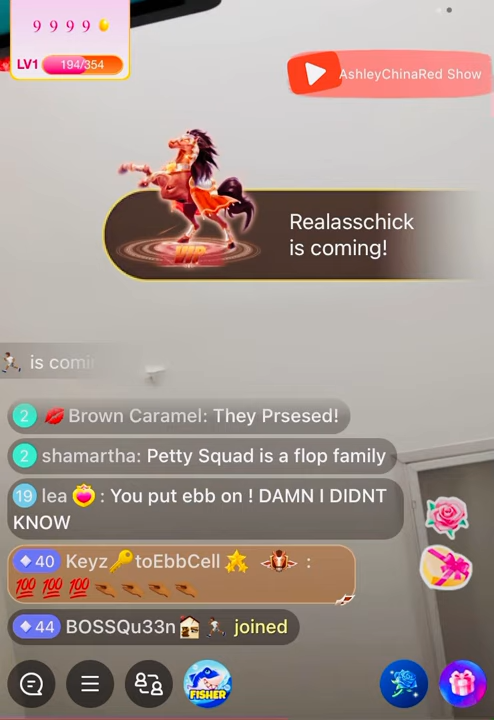 9999
LV1 194/354
AshleyChinaRed Show
Realasschick
is coming!
VIP
is comin
2 💋 Brown Caramel: They Prsesed!
2 shamartha: Petty Squad is a flop family
19 lea : You put ebb on ! DAMN I DIDNT
KNOW
40 Keyz🔑toEbbCell🌟 :
💯 💯 💯
44 BOSSQu33n joined
FISHER